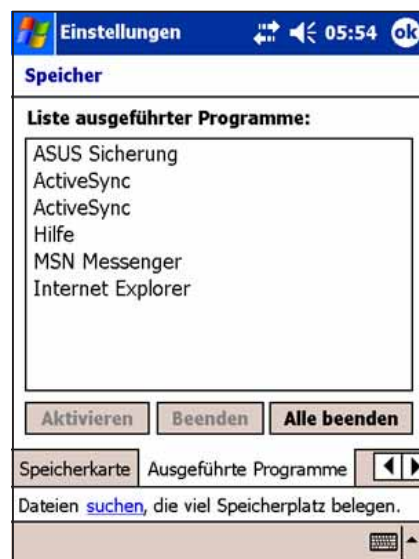 Einstellungen 05:54 ok
Speicher
Liste ausgeführter Programme:
ASUS Sicherung
ActiveSync
ActiveSync
Hilfe
MSN Messenger
Internet Explorer
Aktivieren Beenden Alle beenden
Speicherkarte Ausgeführte Programme
Dateien suchen, die viel Speicherplatz belegen.